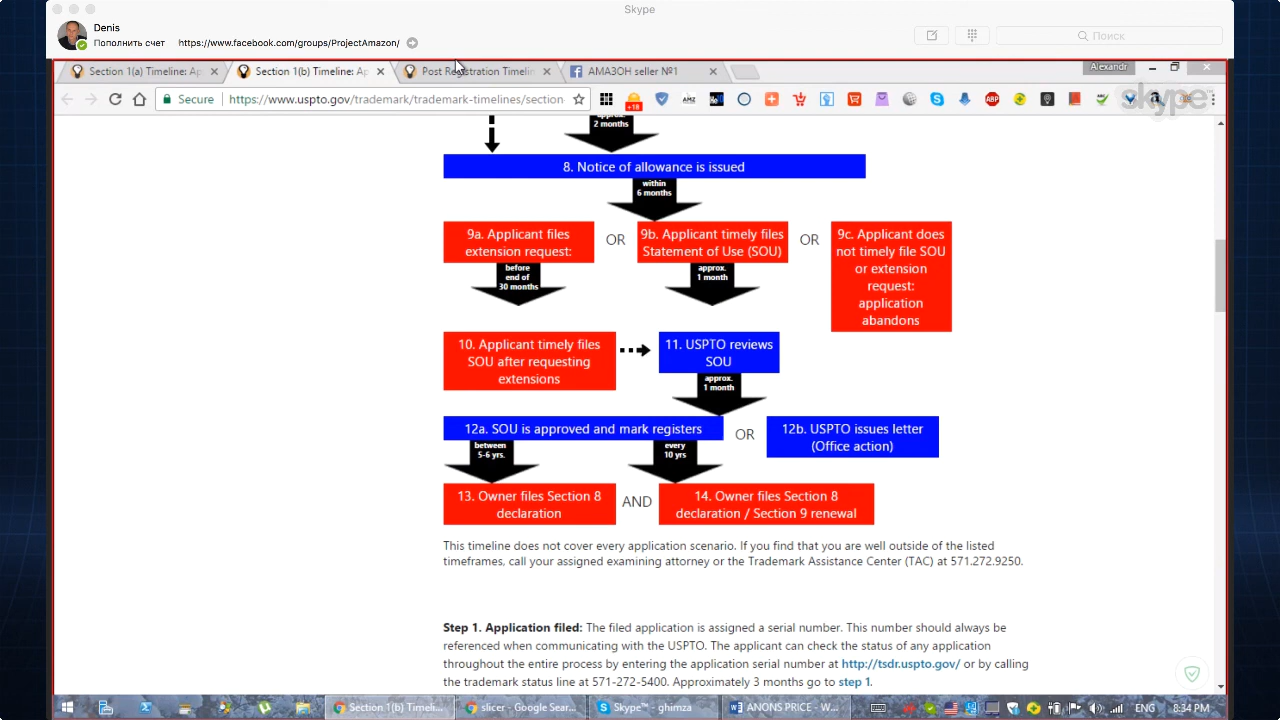 Skype
Denis
Пополнить счет
https://www.facebook.com/groups/ProjectAmazon/
Поиск
Section 1(a) Timeline: Ap
Section 1(b) Timeline: Ap
Post Registration Timelin
АМАЗОН seller №1
Alexandr
Secure
https://www.uspto.gov/trademark/trademark-timelines/section
+18
AMZ
ABP
skype™
approx.
2 months
8. Notice of allowance is issued
within
6 months
9a. Applicant files
extension request:
OR
9b. Applicant timely files
Statement of Use (SOU)
OR
9c. Applicant does
not timely file SOU
or extension
request:
application
abandons
before
end of
30 months
approx.
1 month
10. Applicant timely files
SOU after requesting
extensions
11. USPTO reviews
SOU
approx.
1 month
12a. SOU is approved and mark registers
OR
12b. USPTO issues letter
(Office action)
between
5-6 yrs.
every
10 yrs
13. Owner files Section 8
declaration
AND
14. Owner files Section 8
declaration / Section 9 renewal
This timeline does not cover every application scenario. If you find that you are well outside of the listed
timeframes, call your assigned examining attorney or the Trademark Assistance Center (TAC) at 571.272.9250.
Step 1. Application filed: The filed application is assigned a serial number. This number should always be
referenced when communicating with the USPTO. The applicant can check the status of any application
throughout the entire process by entering the application serial number at http://tsdr.uspto.gov/ or by calling
the trademark status line at 571-272-5400. Approximately 3 months go to step 1.
Section 1(b) Timeli...
slicer - Google Sear...
Skype™ - ghimza
ANONS PRICE - W...
ENG
8:34 PM